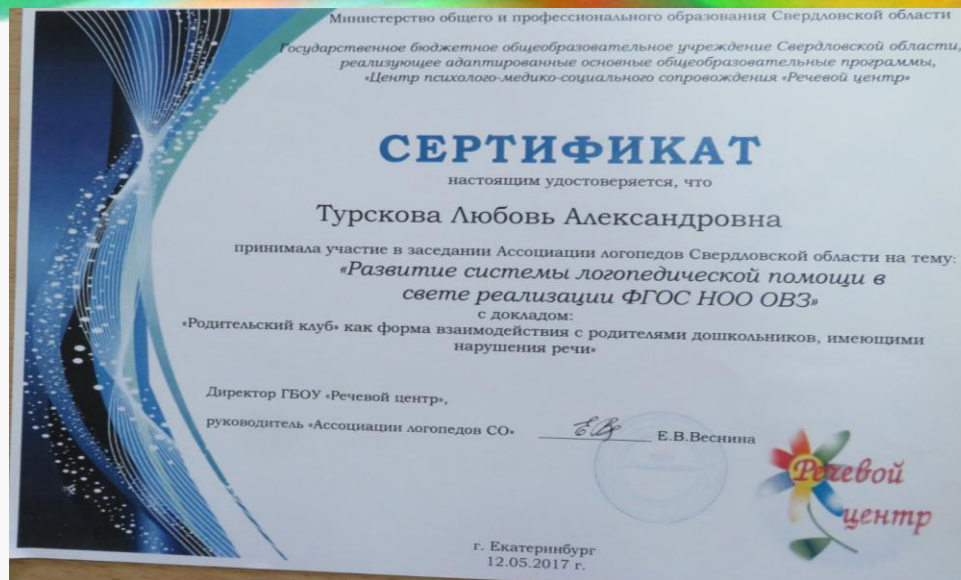 Министерство общего и профессионального образования Свердловской области
Государственное бюджетное общеобразовательное учреждение Свердловской области,
реализующее адаптированные основные общеобразовательные программы,
«Центр психолого-медико-социального сопровождения «Речевой центр»
СЕРТИФИКАТ
настоящим удостоверяется, что
Турскова Любовь Александровна
принимала участие в заседании Ассоциации логопедов Свердловской области на тему:
«Развитие системы логопедической помощи в
свете реализации ФГОС НОО ОВЗ»
с докладом:
«Родительский клуб» как форма взаимодействия с родителями дошкольников, имеющими
нарушения речи»
Директор ГБОУ «Речевой центр»,
руководитель «Ассоциации логопедов СО»
Е.В.Веснина
Речевой
центр
г. Екатеринбург
12.05.2017 г.